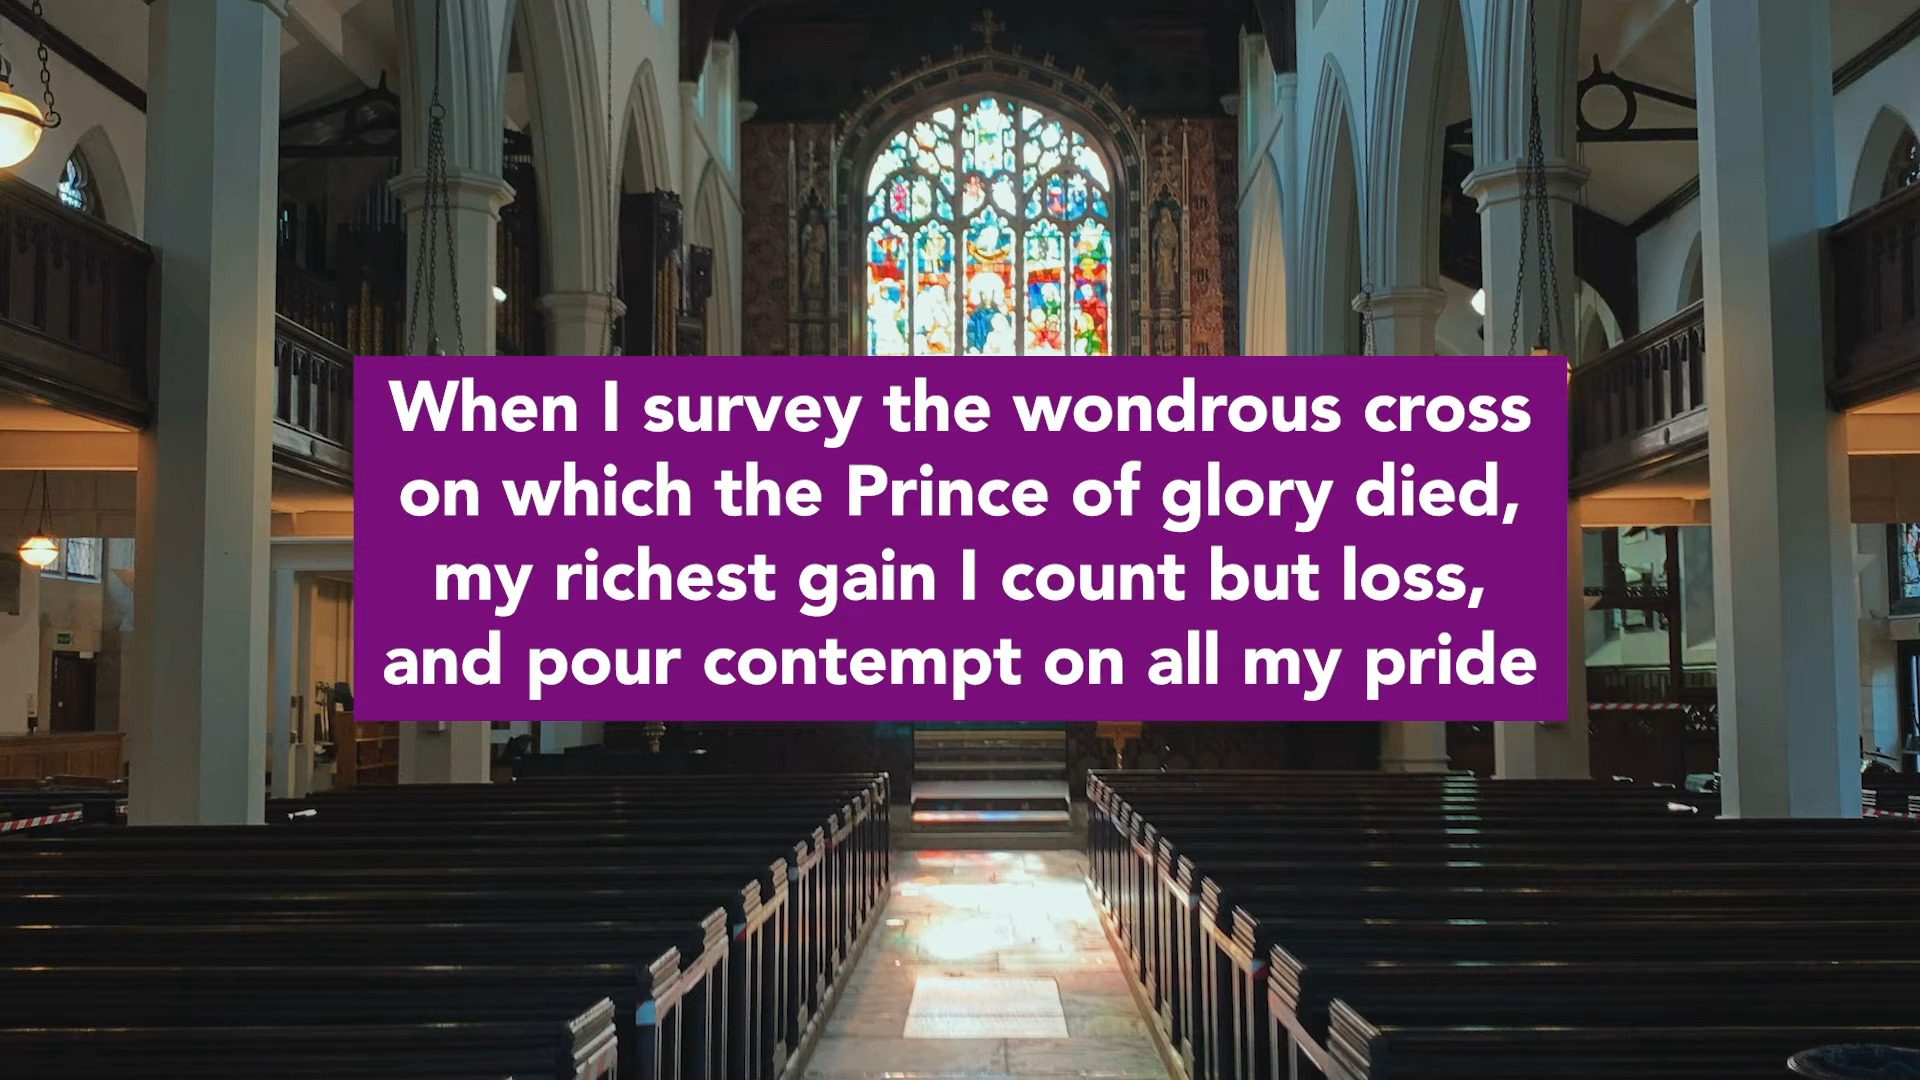 When I survey the wondrous cross
on which the Prince of glory died,
my richest gain I count but loss,
and pour contempt on all my pride